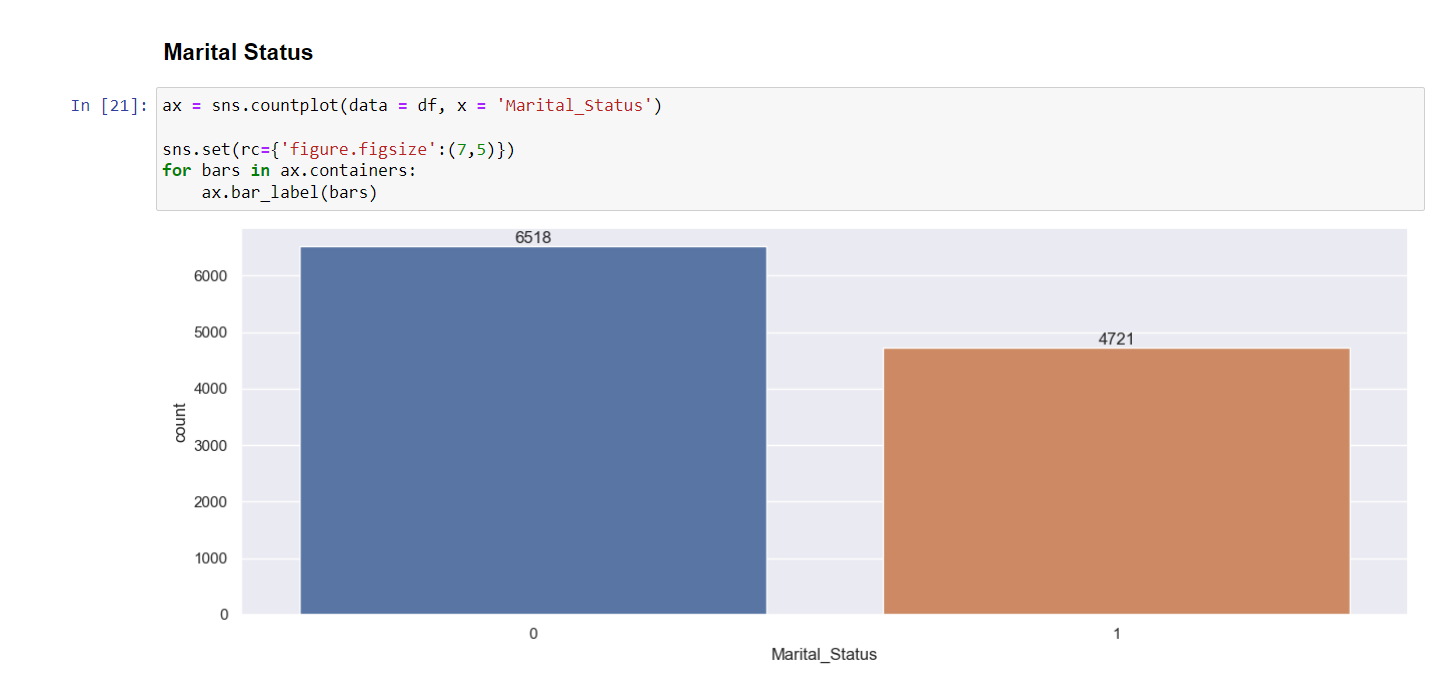 Marital Status
In [21]: ax = sns.countplot(data = df, x = 'Marital_Status')
sns.set(rc={'figure.figsize':(7,5)})
for bars in ax.containers:
    ax.bar_label(bars)
6518
4721
6000
5000
4000
3000
2000
1000
0
count
0 1
Marital_Status